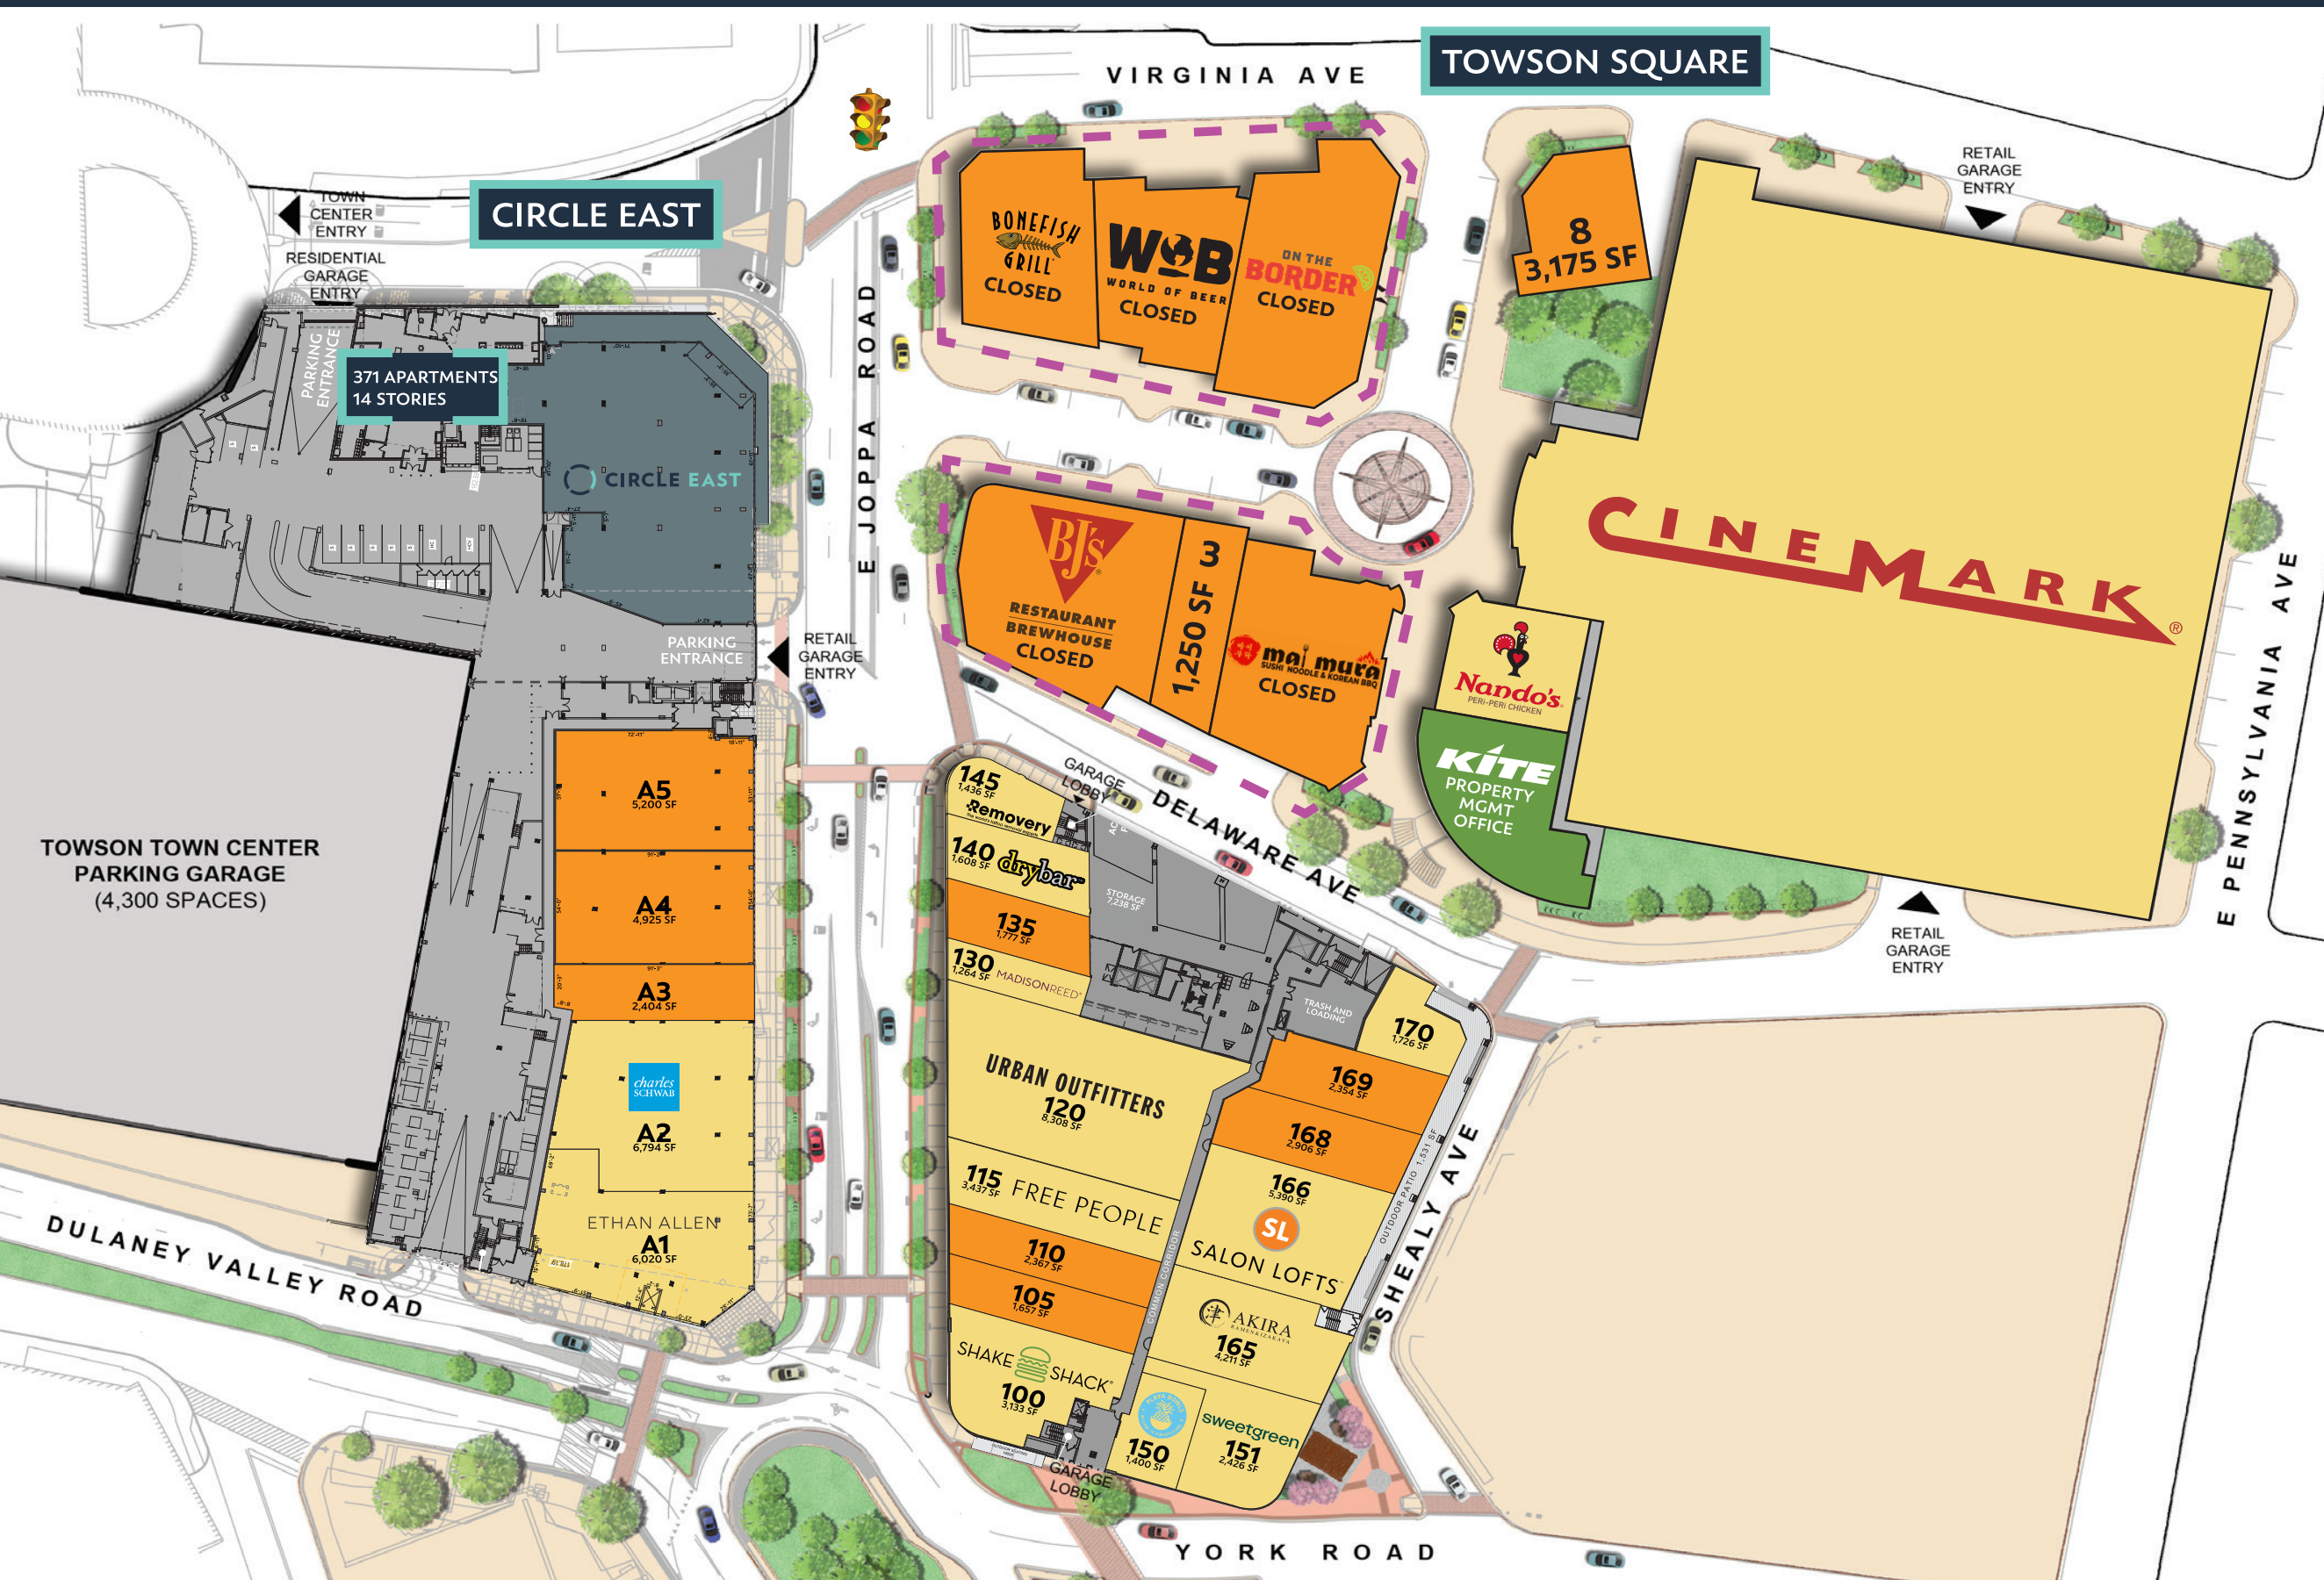 VIRGINIA AVE
TOWSON SQUARE
TOWN
CENTER
ENTRY
RESIDENTIAL
GARAGE
ENTRY
CIRCLE EAST
PARKING
ENTRANCE
371 APARTMENTS
14 STORIES
CIRCLE EAST
E JOPPA ROAD
PARKING
ENTRANCE
RETAIL
GARAGE
ENTRY
BONEFISH
GRILL
CLOSED
WOB
WORLD OF BEER
CLOSED
ON THE
BORDER
CLOSED
8
3,175 SF
RETAIL
GARAGE
ENTRY
BJ's
RESTAURANT
BREWHOUSE
CLOSED
3
1,250 SF
mai mura
SUSHI NOODLE & KOREAN BBQ
CLOSED
CINEMARK®
Nando's
PERI-PERI CHICKEN
KITE
PROPERTY
MGMT
OFFICE
E PENNSYLVANIA AVE
RETAIL
GARAGE
ENTRY
TOWSON TOWN CENTER
PARKING GARAGE
(4,300 SPACES)
A5
5,200 SF
A4
4,925 SF
A3
2,404 SF
charles
SCHWAB
A2
6,794 SF
ETHAN ALLEN
A1
6,020 SF
DULANEY VALLEY ROAD
GARAGE
LOBBY
DELAWARE AVE
145
1,436 SF
Removery
140
1,608 SF
drybar
135
1,777 SF
130
1,264 SF
MADISON REED
STORAGE
7,238 SF
TRASH AND
LOADING
URBAN OUTFITTERS
120
8,308 SF
115
3,437 SF
FREE PEOPLE
110
2,367 SF
105
1,657 SF
SHAKE SHACK
100
3,133 SF
COMMON CORRIDOR
170
1,726 SF
169
2,354 SF
168
2,906 SF
166
5,390 SF
SL
SALON LOFTS
OUTDOOR PATIO 1,531 SF
AKIRA
RAMEN & IZAKAYA
165
4,211 SF
150
1,400 SF
sweetgreen
151
2,426 SF
GARAGE
LOBBY
SHEALY AVE
YORK ROAD